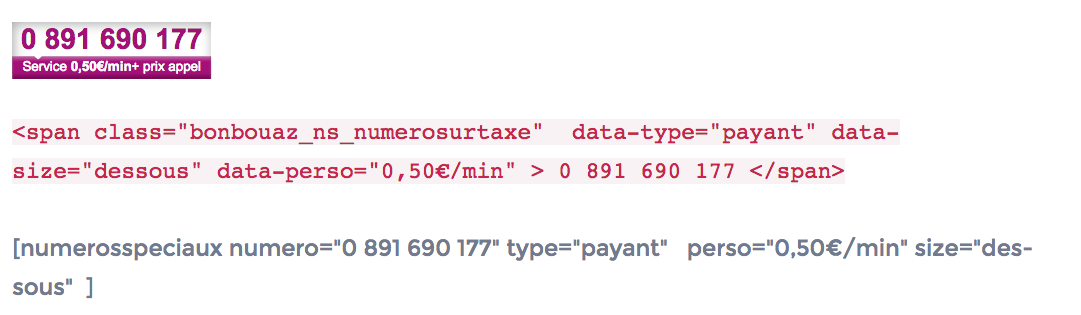 0 891 690 177
Service 0,50€/min+ prix appel
<span class="bonbouaz_ns_numerosurtaxe"  data-type="payant" data-
size="dessous" data-perso="0,50€/min" > 0 891 690 177 </span>
[numerosspeciaux numero="0 891 690 177" type="payant"   perso="0,50€/min" size="des-
sous"  ]